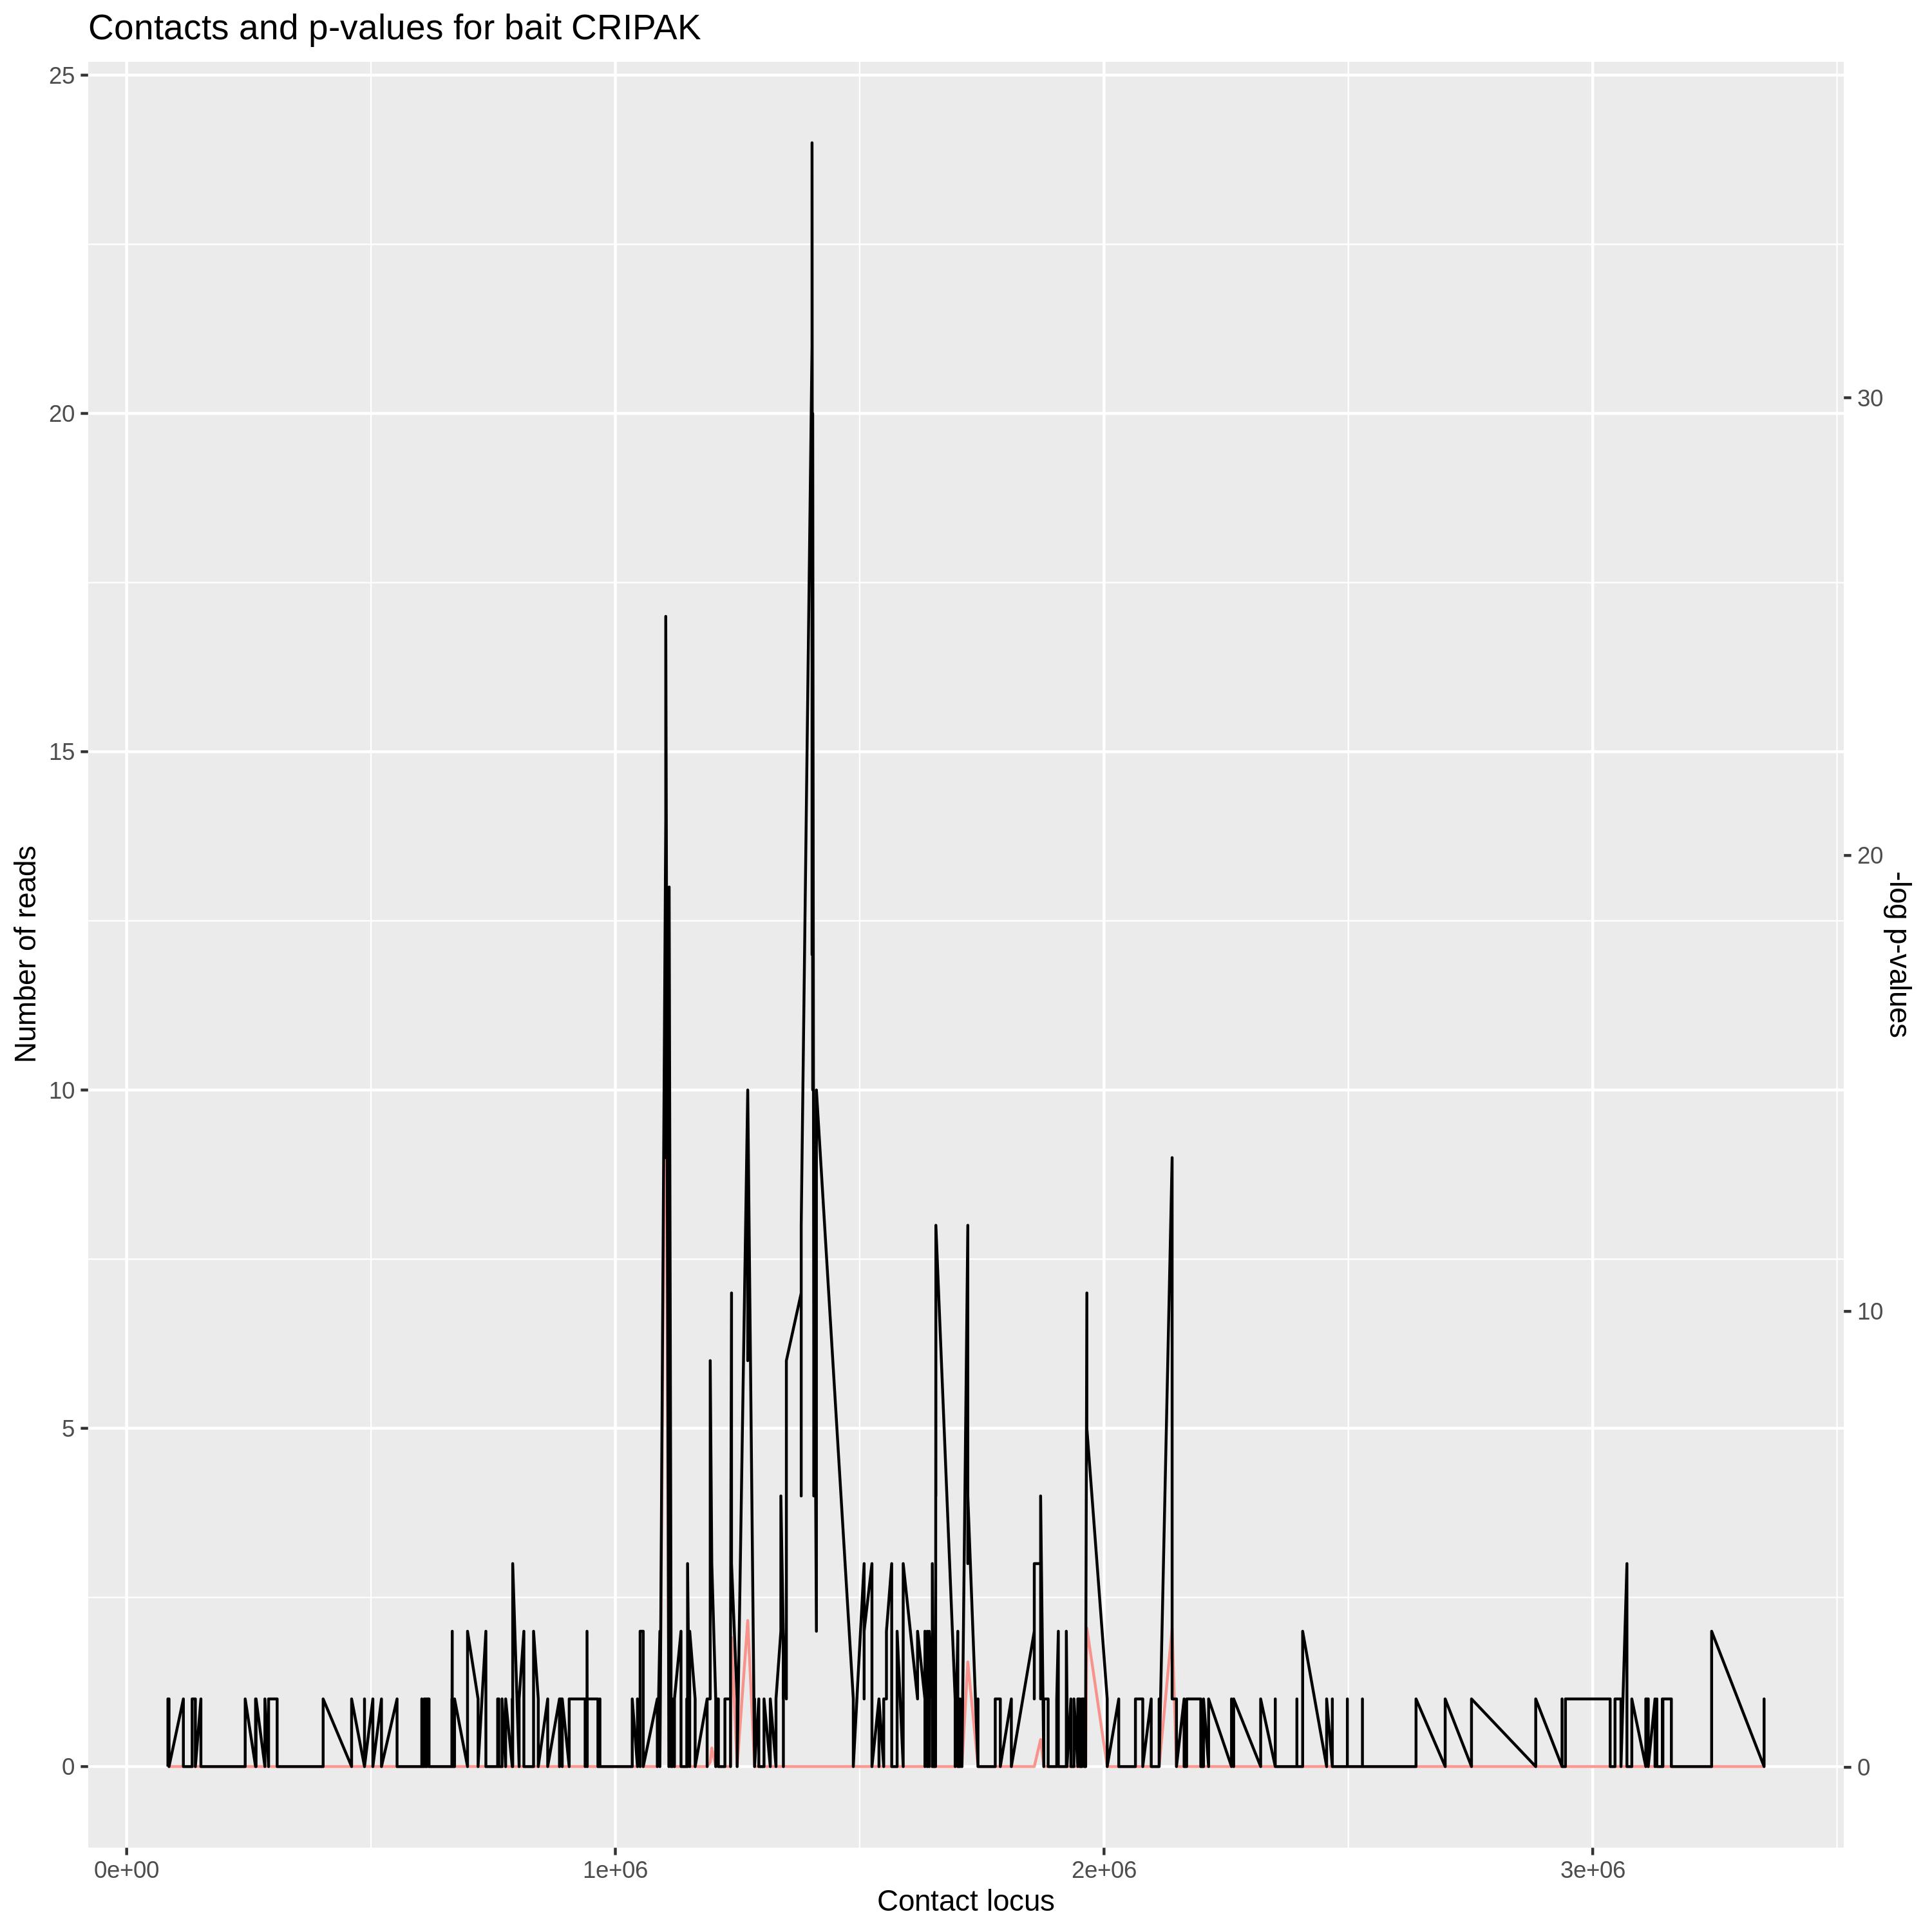 Contacts and p-values for bait CRIPAK
25
20
15
10
5
0
Number of reads
30
20
10
0
-log p-values
0e+00 1e+06 2e+06 3e+06
Contact locus